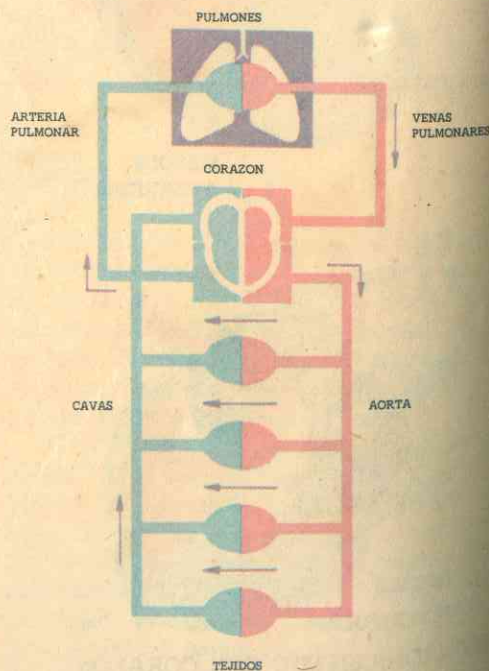 PULMONES
ARTERIA
PULMONAR
VENAS
PULMONARES
CORAZON
CAVAS
AORTA
TEJIDOS